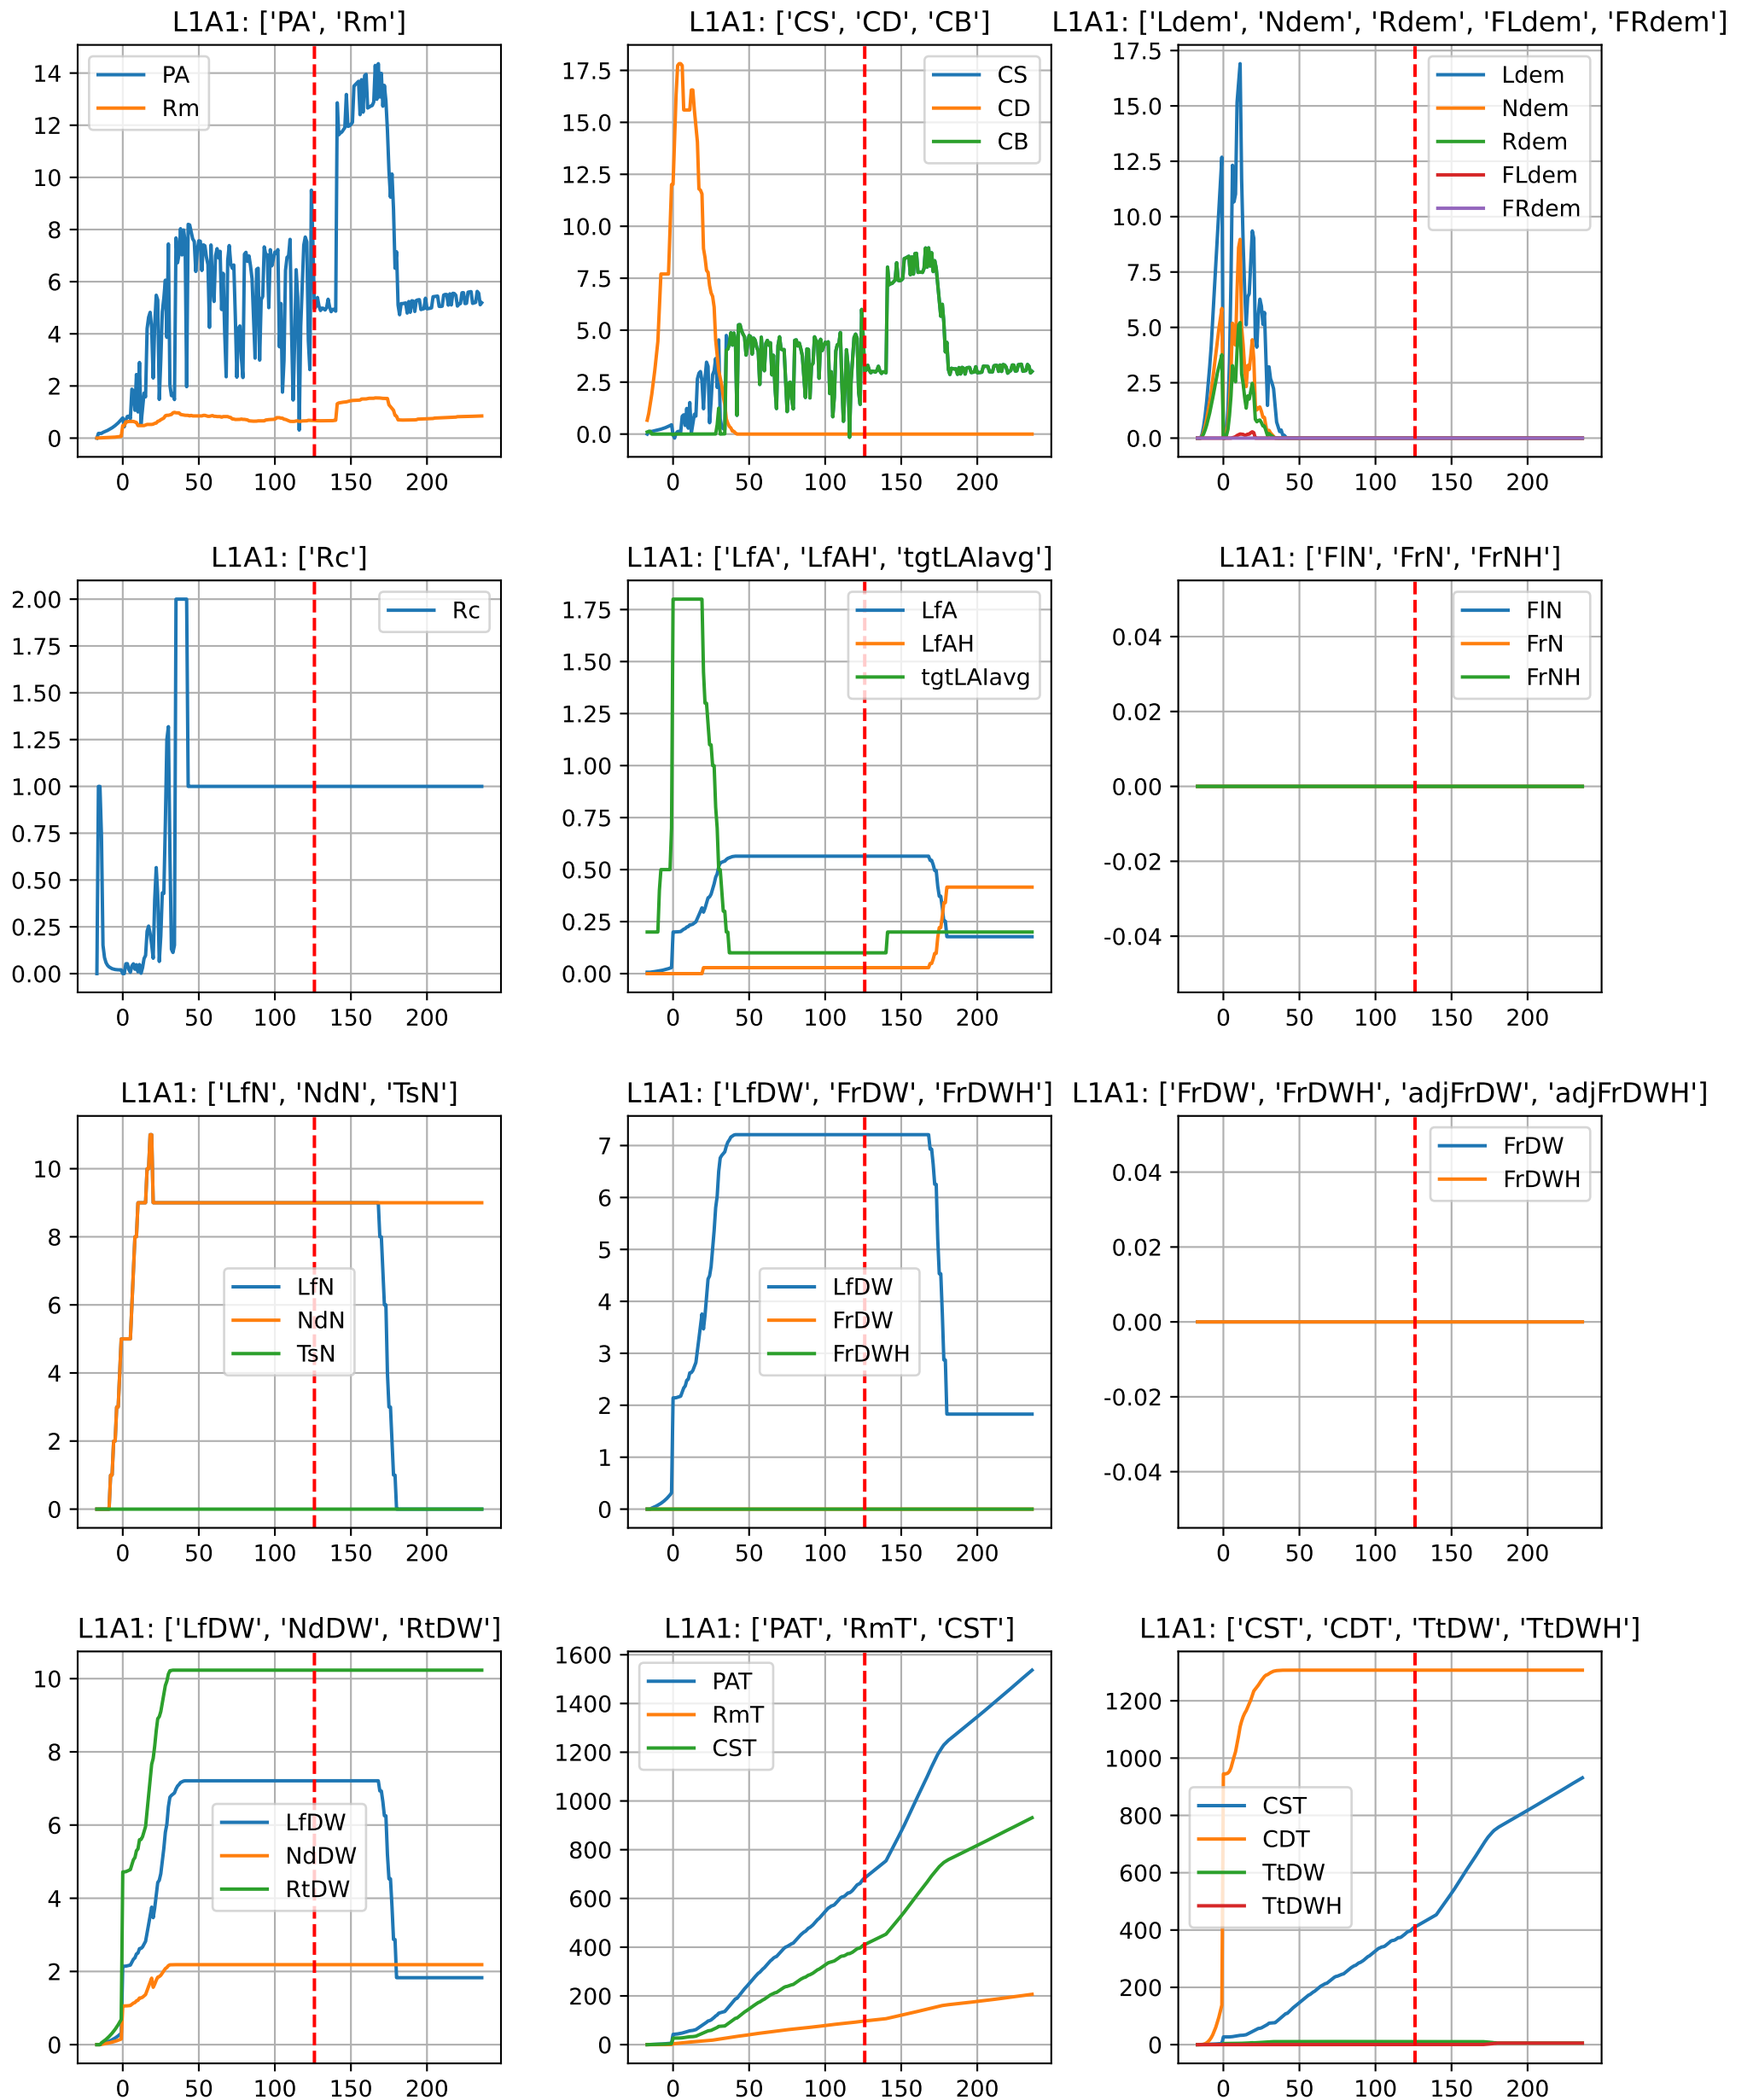 L1A1: ['PA', 'Rm']
14
12
10
8
6
4
2
0
0 50 100 150 200
PA
Rm
L1A1: ['CS', 'CD', 'CB']
17.5
15.0
12.5
10.0
7.5
5.0
2.5
0.0
0 50 100 150 200
CS
CD
CB
L1A1: ['Ldem', 'Ndem', 'Rdem', 'FLdem', 'FRdem']
17.5
15.0
12.5
10.0
7.5
5.0
2.5
0.0
0 50 100 150 200
Ldem
Ndem
Rdem
FLdem
FRdem
L1A1: ['Rc']
2.00
1.75
1.50
1.25
1.00
0.75
0.50
0.25
0.00
0 50 100 150 200
Rc
L1A1: ['LfA', 'LfAH', 'tgtLAIavg']
1.75
1.50
1.25
1.00
0.75
0.50
0.25
0.00
0 50 100 150 200
LfA
LfAH
tgtLAIavg
L1A1: ['FlN', 'FrN', 'FrNH']
0.04
0.02
0.00
-0.02
-0.04
0 50 100 150 200
FlN
FrN
FrNH
L1A1: ['LfN', 'NdN', 'TsN']
10
8
6
4
2
0
0 50 100 150 200
LfN
NdN
TsN
L1A1: ['LfDW', 'FrDW', 'FrDWH']
7
6
5
4
3
2
1
0
0 50 100 150 200
LfDW
FrDW
FrDWH
L1A1: ['FrDW', 'FrDWH', 'adjFrDW', 'adjFrDWH']
0.04
0.02
0.00
-0.02
-0.04
0 50 100 150 200
FrDW
FrDWH
L1A1: ['LfDW', 'NdDW', 'RtDW']
10
8
6
4
2
0
0 50 100 150 200
LfDW
NdDW
RtDW
L1A1: ['PAT', 'RmT', 'CST']
1600
1400
1200
1000
800
600
400
200
0
0 50 100 150 200
PAT
RmT
CST
L1A1: ['CST', 'CDT', 'TtDW', 'TtDWH']
1200
1000
800
600
400
200
0
0 50 100 150 200
CST
CDT
TtDW
TtDWH